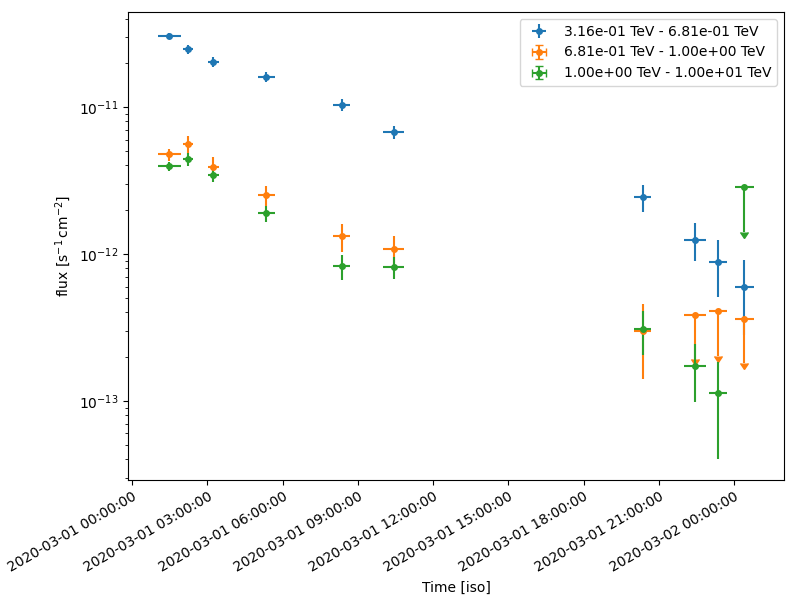 3.16e-01 TeV - 6.81e-01 TeV
6.81e-01 TeV - 1.00e+00 TeV
1.00e+00 TeV - 1.00e+01 TeV
10⁻¹¹
10⁻¹²
10⁻¹³
flux [s⁻¹ cm⁻²]
2020-03-01 00:00:00
2020-03-01 03:00:00
2020-03-01 06:00:00
2020-03-01 09:00:00
2020-03-01 12:00:00
2020-03-01 15:00:00
2020-03-01 18:00:00
2020-03-01 21:00:00
2020-03-02 00:00:00
Time [iso]